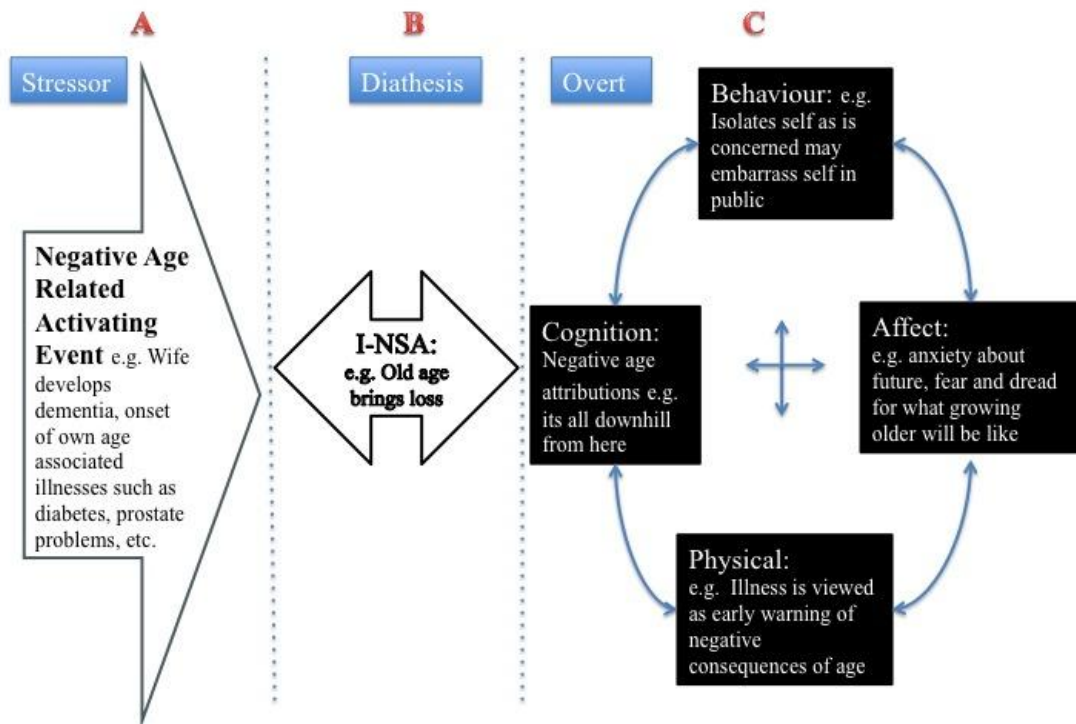 A
B
C
Stressor
Diathesis
Overt
Negative Age
Related
Activating
Event e.g. Wife
develops
dementia, onset
of own age
associated
illnesses such as
diabetes, prostate
problems, etc.
I-NSA:
e.g. Old age
brings loss
Behaviour: e.g.
Isolates self as is
concerned may
embarrass self in
public
Cognition:
Negative age
attributions e.g.
its all downhill
from here
Affect:
e.g. anxiety about
future, fear and dread
for what growing
older will be like
Physical:
e.g. Illness is viewed
as early warning of
negative
consequences of age